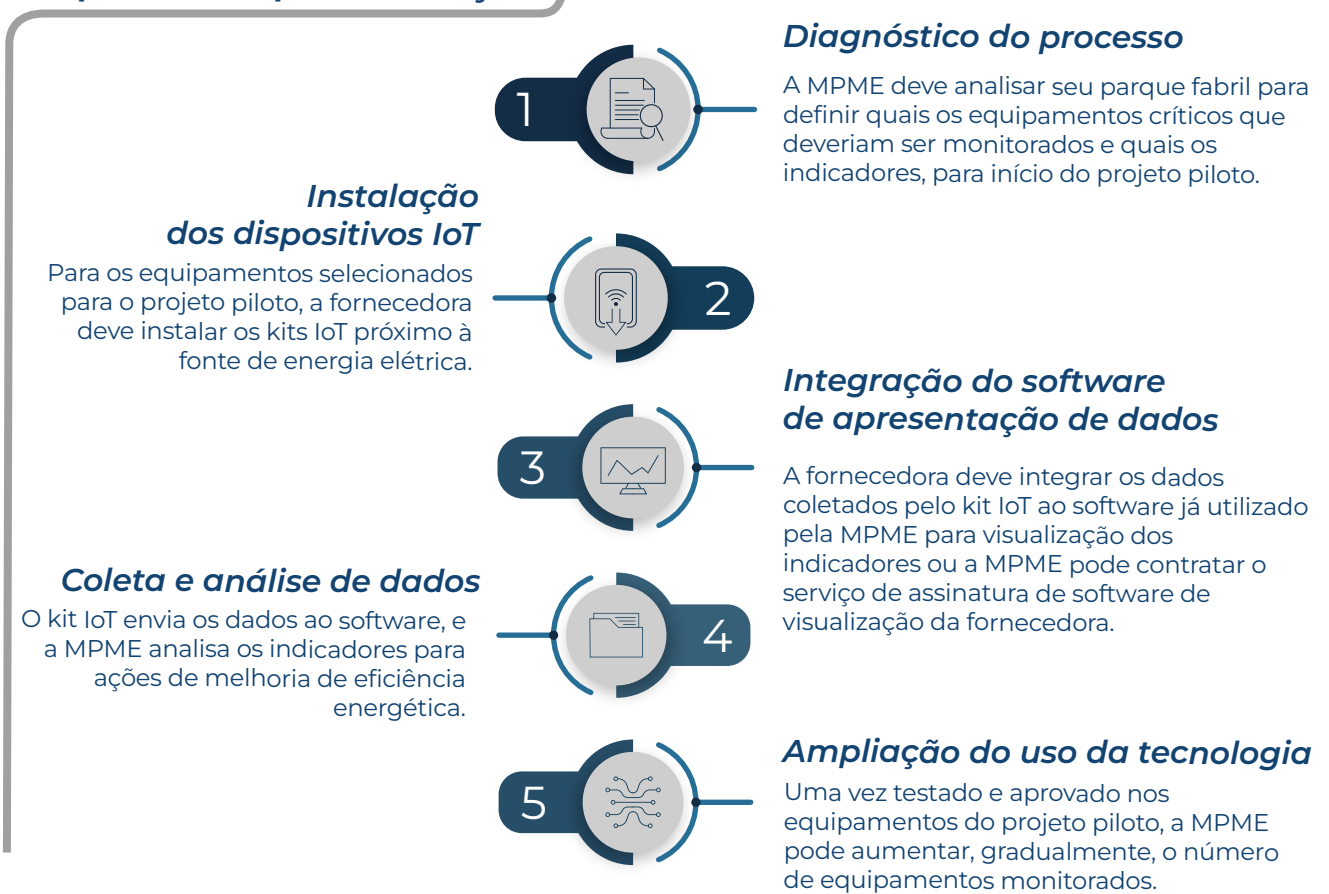 1
Diagnóstico do processo
A MPME deve analisar seu parque fabril para
definir quais os equipamentos críticos que
deveriam ser monitorados e quais os
indicadores, para início do projeto piloto.
Instalação
dos dispositivos IoT
Para os equipamentos selecionados
para o projeto piloto, a fornecedora
deve instalar os kits IoT próximo à
fonte de energia elétrica.
2
3
Integração do software
de apresentação de dados
A fornecedora deve integrar os dados
coletados pelo kit IoT ao software já utilizado
pela MPME para visualização dos
indicadores ou a MPME pode contratar o
serviço de assinatura de software de
visualização da fornecedora.
Coleta e análise de dados
O kit IoT envia os dados ao software, e
a MPME analisa os indicadores para
ações de melhoria de eficiência
energética.
4
5
Ampliação do uso da tecnologia
Uma vez testado e aprovado nos
equipamentos do projeto piloto, a MPME
pode aumentar, gradualmente, o número
de equipamentos monitorados.